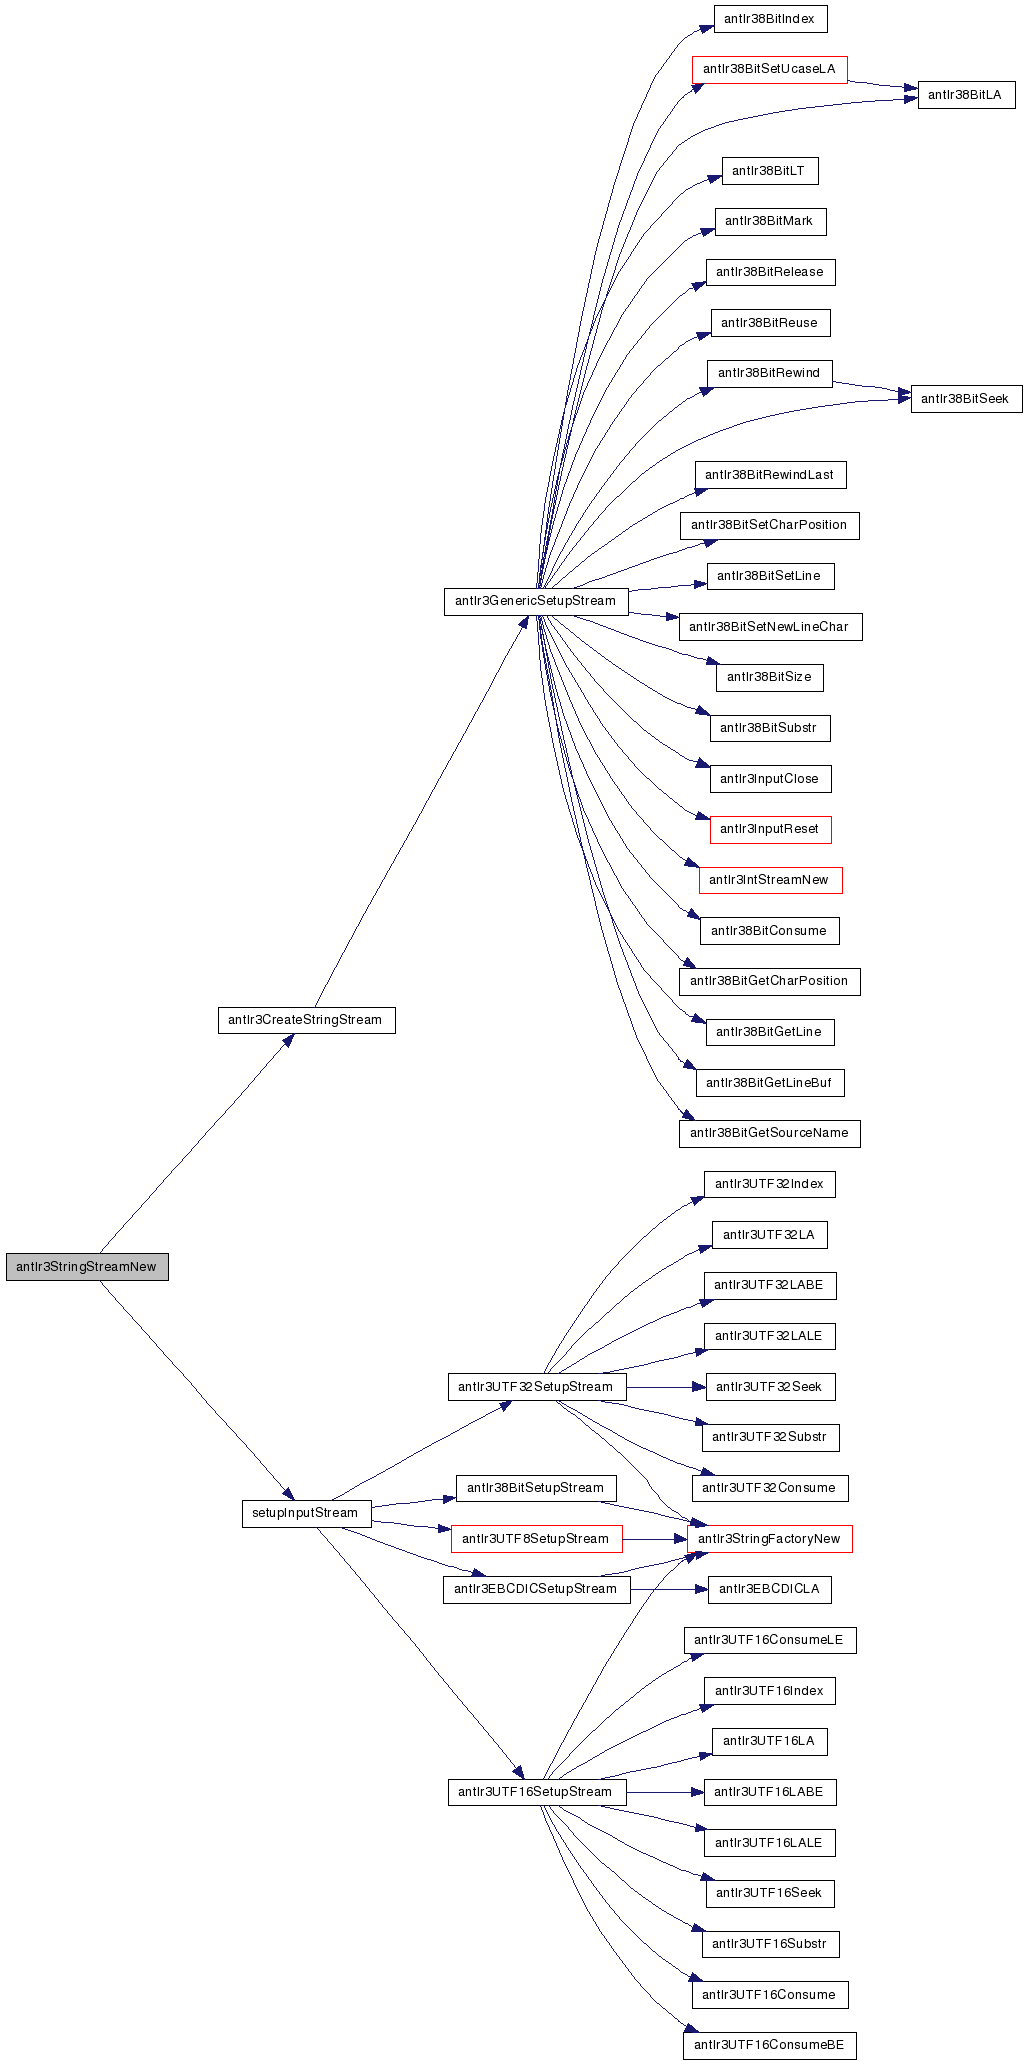 antlr38BitIndex
antlr38BitSetUcaseLA
antlr38BitLA
antlr38BitLT
antlr38BitMark
antlr38BitRelease
antlr38BitReuse
antlr38BitRewind
antlr38BitSeek
antlr38BitRewindLast
antlr38BitSetCharPosition
antlr38BitSetLine
antlr3GenericSetupStream
antlr38BitSetNewLineChar
antlr38BitSize
antlr38BitSubstr
antlr3InputClose
antlr3InputReset
antlr3IntStreamNew
antlr38BitConsume
antlr38BitGetCharPosition
antlr3CreateStringStream
antlr38BitGetLine
antlr38BitGetLineBuf
antlr38BitGetSourceName
antlr3UTF32Index
antlr3UTF32LA
antlr3StringStreamNew
antlr3UTF32LABE
antlr3UTF32LALE
antlr3UTF32SetupStream
antlr3UTF32Seek
antlr3UTF32Substr
antlr38BitSetupStream
antlr3UTF32Consume
setupInputStream
antlr3UTF8SetupStream
antlr3StringFactoryNew
antlr3EBCDICSetupStream
antlr3EBCDICLA
antlr3UTF16ConsumeLE
antlr3UTF16Index
antlr3UTF16LA
antlr3UTF16SetupStream
antlr3UTF16LABE
antlr3UTF16LALE
antlr3UTF16Seek
antlr3UTF16Substr
antlr3UTF16Consume
antlr3UTF16ConsumeBE